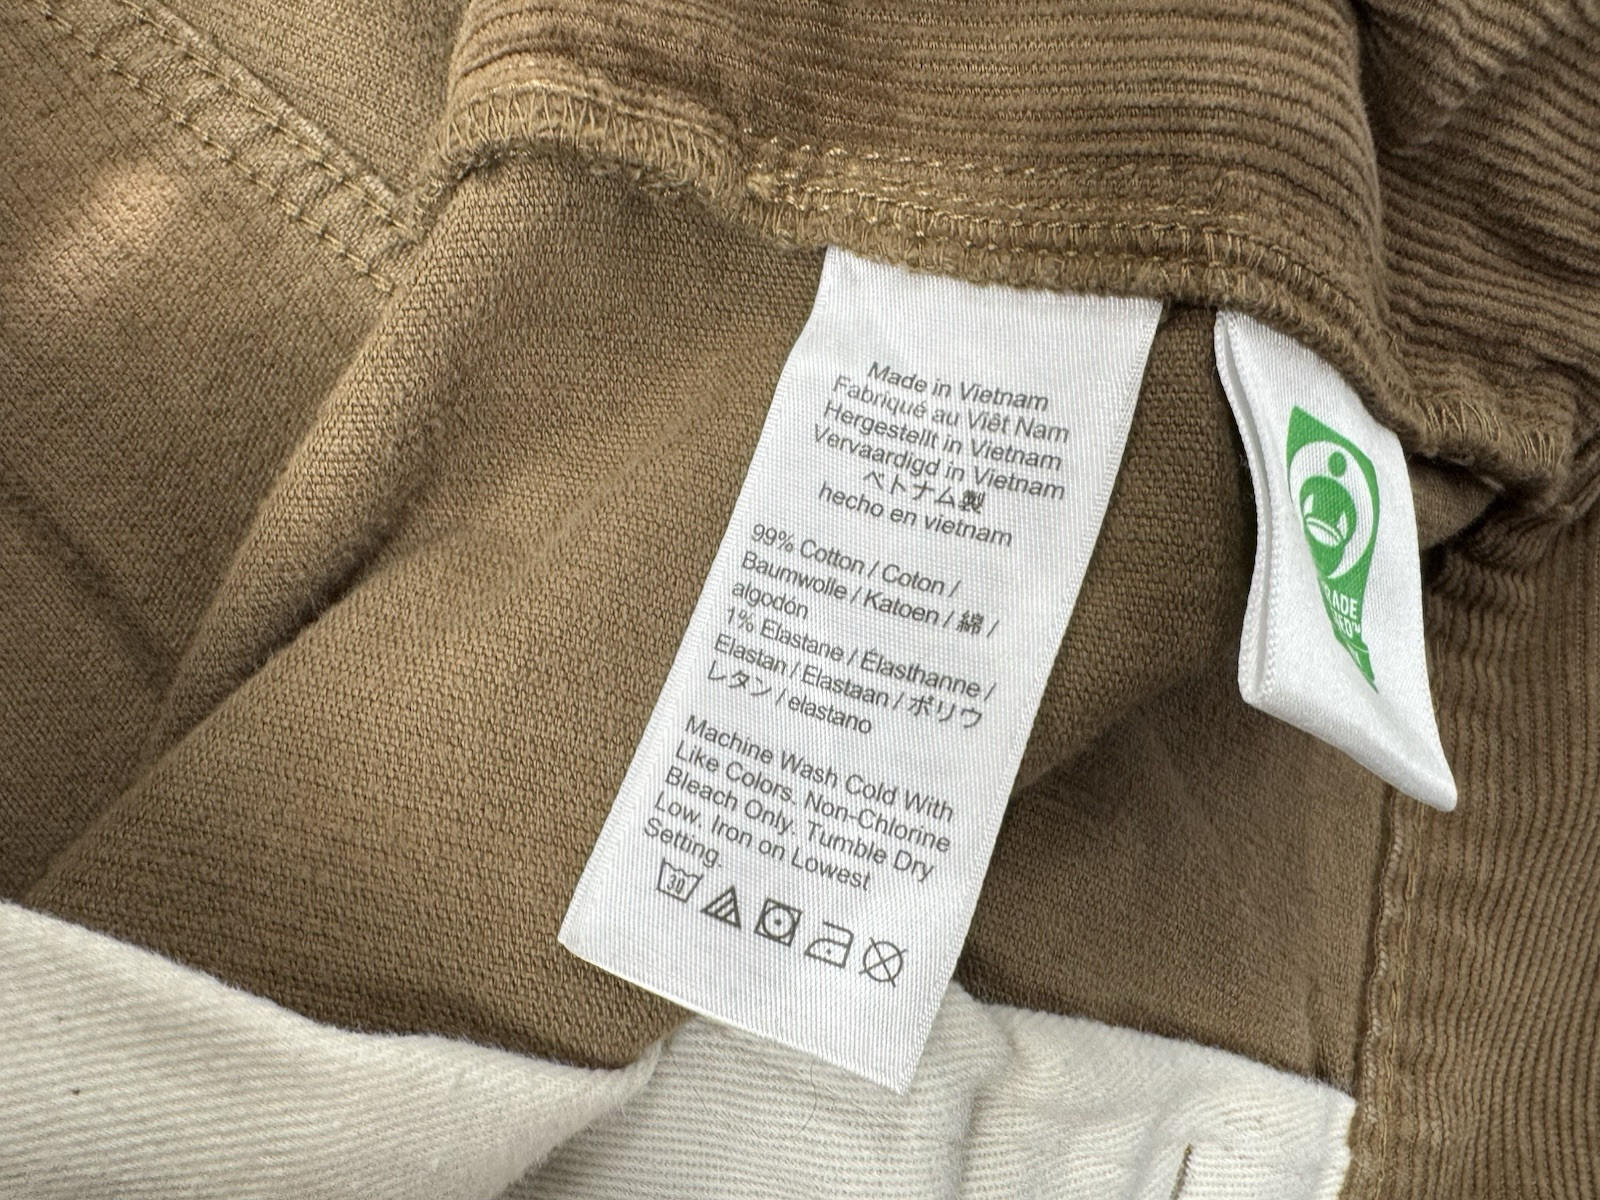 Made in Vietnam
Fabriqué au Viêt Nam
Hergestellt in Vietnam
Vervaardigd in Vietnam
ベトナム製
hecho en vietnam
99% Cotton / Coton /
Baumwolle / Katoen / 綿 /
algodón
1% Elastane / Élasthanne /
Elastan / Elastaan / ポリウ
レタン / elastano
Machine Wash Cold With
Like Colors. Non-Chlorine
Bleach Only. Tumble Dry
Low. Iron on Lowest
Setting.
30